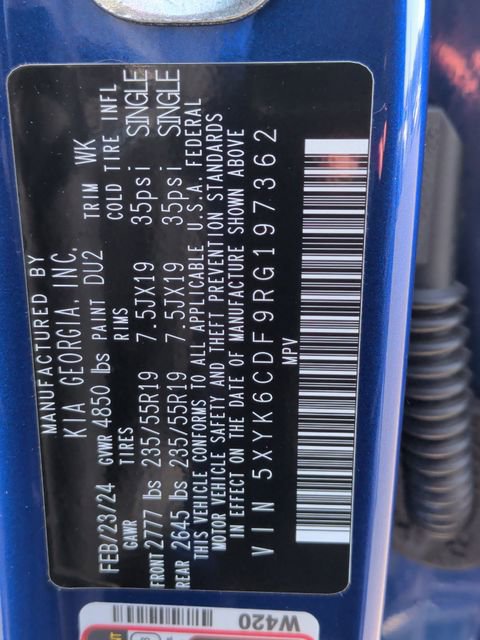 MANUFACTURED BY
KIA GEORGIA, INC.
FEB/23/24 GVWR 4850 lbs PAINT DU2 TRIM WK
GAWR TIRES RIMS COLD TIRE INFL
FRONT 2777 lbs 235/55R19 7.5JX19 35psi SINGLE
REAR 2645 lbs 235/55R19 7.5JX19 35psi SINGLE
THIS VEHICLE CONFORMS TO ALL APPLICABLE U.S.A. FEDERAL
MOTOR VEHICLE SAFETY AND THEFT PREVENTION STANDARDS
IN EFFECT ON THE DATE OF MANUFACTURE SHOWN ABOVE
VIN 5XYK6CDF9RG197362
MPV
W420